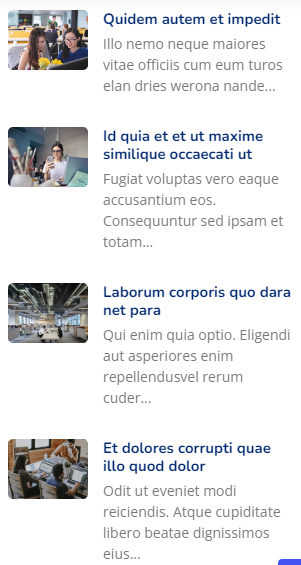 Quidem autem et impedit
Illo nemo neque maiores
vitae officiis cum eum turos
elan dries werona nande...
Id quia et et ut maxime
similique occaecati ut
Fugiat voluptas vero eaque
accusantium eos.
Consequuntur sed ipsam et
totam...
Laborum corporis quo dara
net para
Qui enim quia optio. Eligendi
aut asperiores enim
repellendusvel rerum
cuder...
Et dolores corrupti quae
illo quod dolor
Odit ut eveniet modi
reiciendis. Atque cupiditate
libero beatae dignissimos
eius...